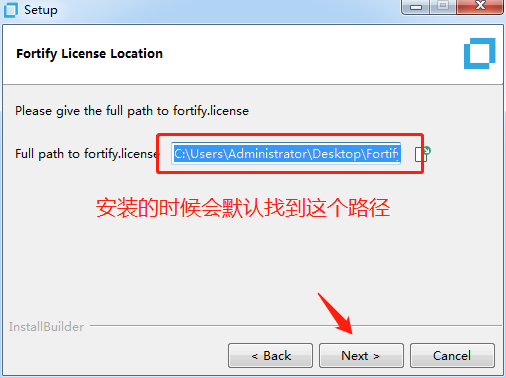 Setup
Fortify License Location
Please give the full path to fortify.license
Full path to fortify.license C:\Users\Administrator\Desktop\Fortify
安装的时候会默认找到这个路径
InstallBuilder
< Back Next > Cancel